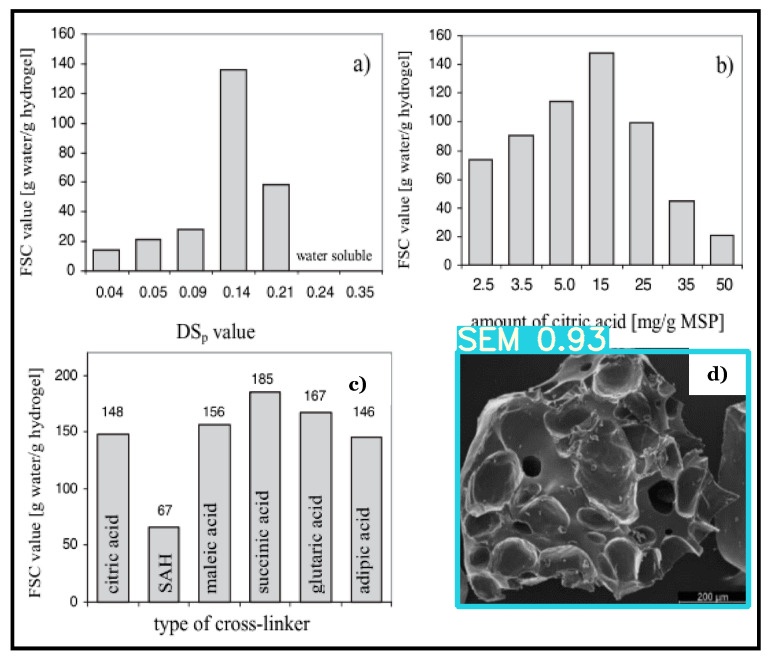 FSC value [g water/g hydrogel]
160
140
120
100
80
60
40
20
0
a)
water soluble
0.04 0.05 0.09 0.14 0.21 0.24 0.35
DSp value
FSC value [g water/g hydrogel]
160
140
120
100
80
60
40
20
0
b)
2.5 3.5 5.0 15 25 35 50
amount of citric acid [mg/g MSP]
FSC value [g water/g hydrogel]
200
150
100
50
0
c)
148
67
156
185
167
146
citric acid
SAH
maleic acid
succinic acid
glutaric acid
adipic acid
type of cross-linker
SEM 0.93
d)
200 µm